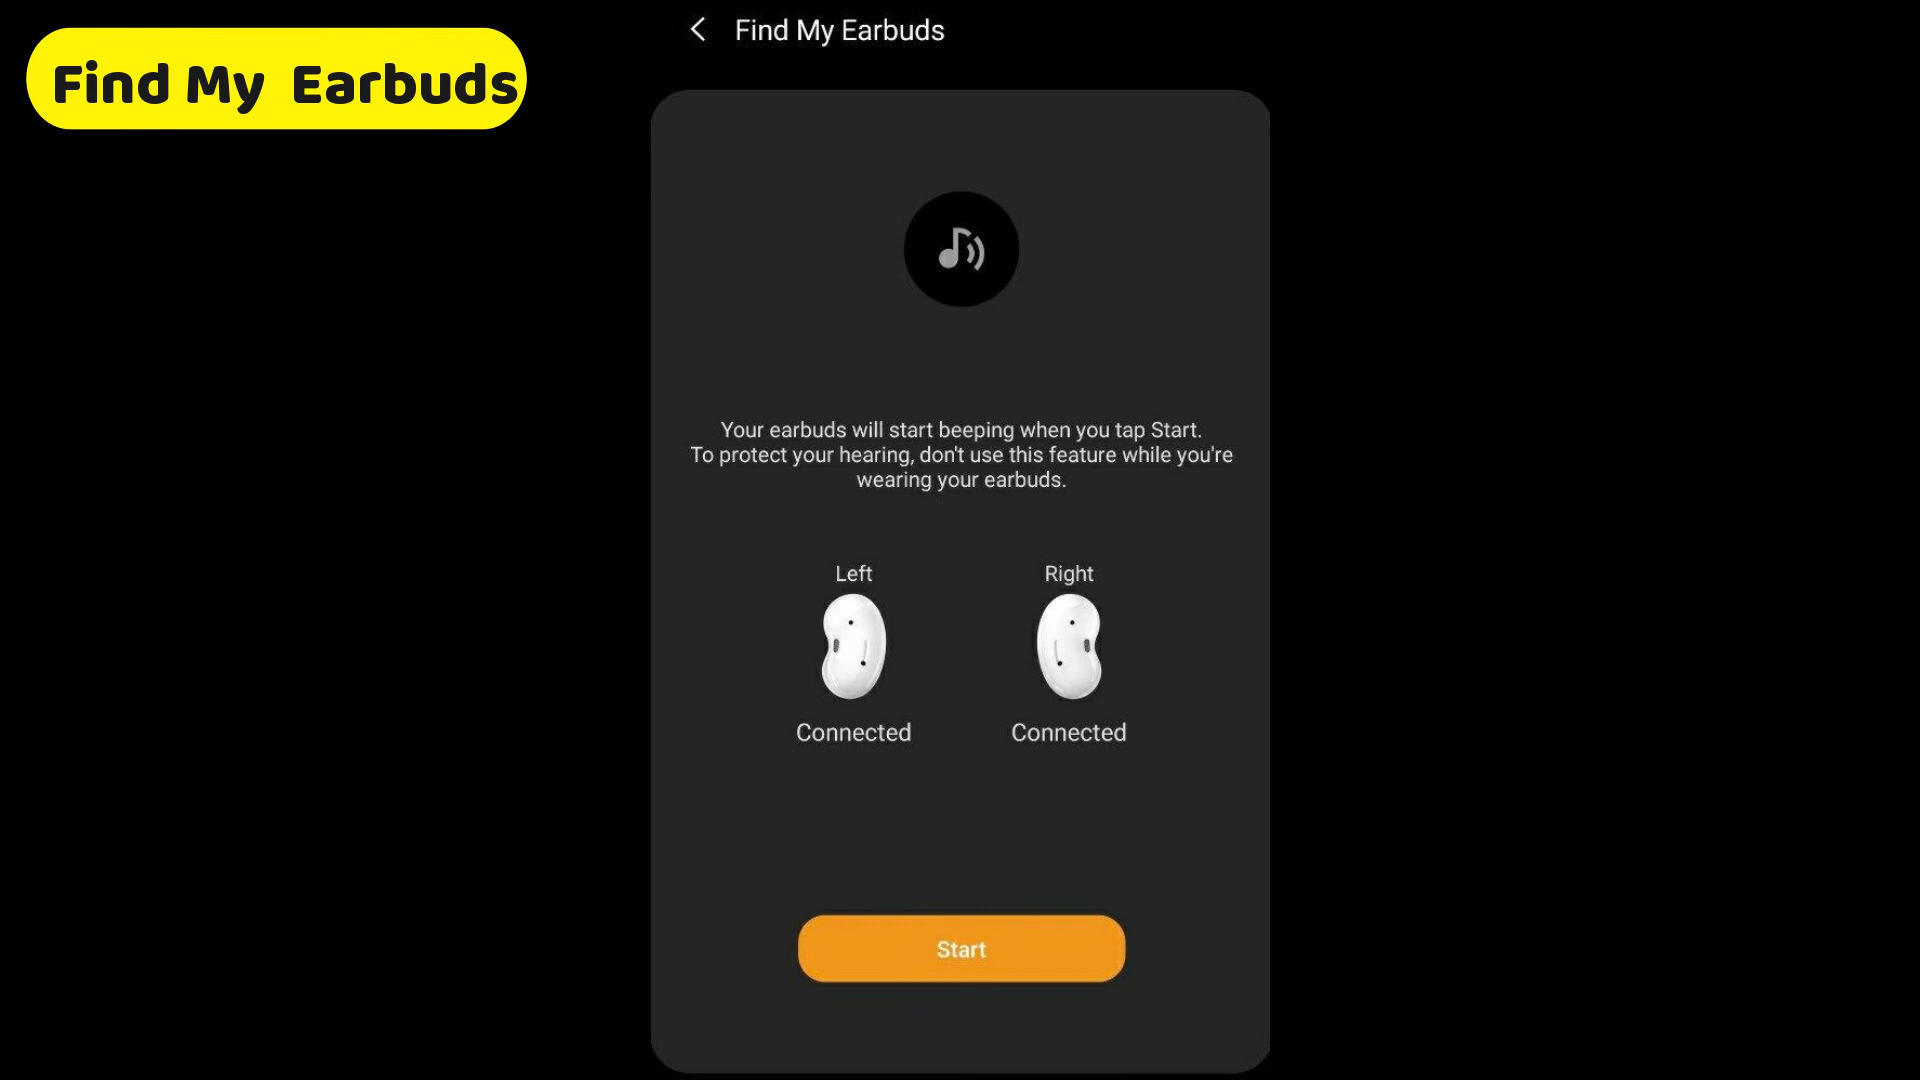 Find My Earbuds
Find My Earbuds
Your earbuds will start beeping when you tap Start.
To protect your hearing, don't use this feature while you're
wearing your earbuds.
Left
Right
Connected
Connected
Start